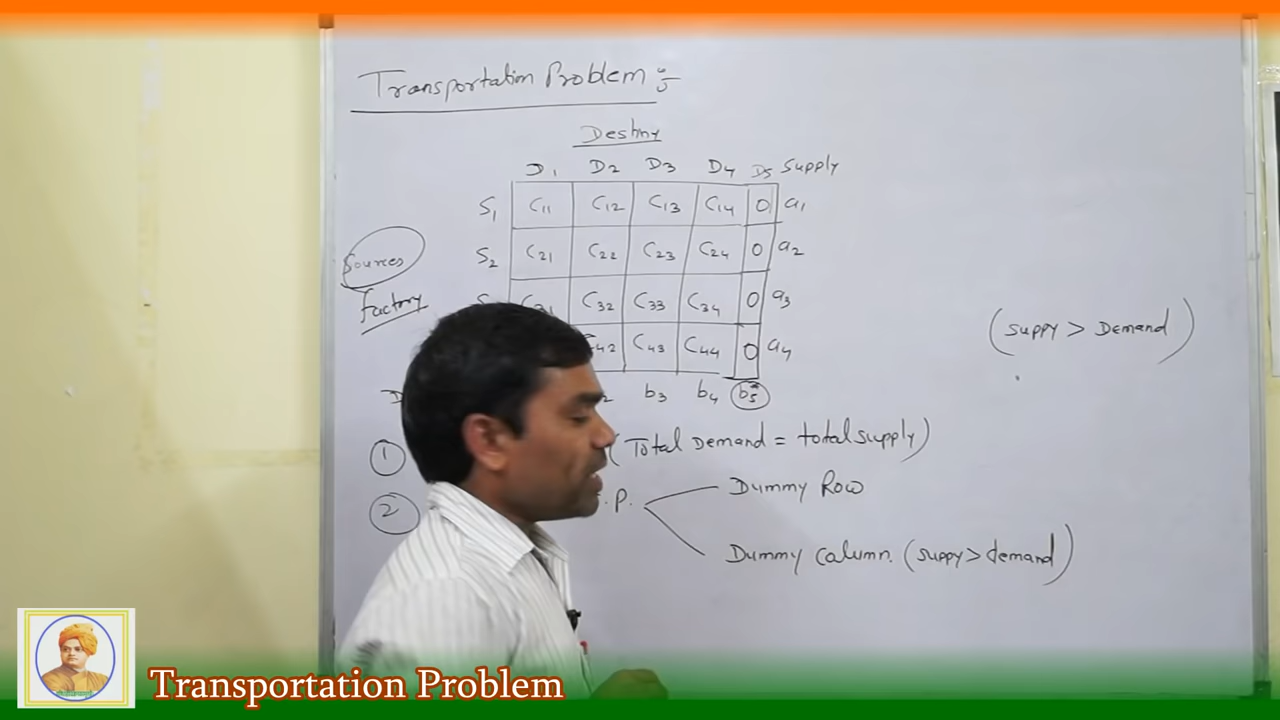 Transportation Problem :-
Destiny
D1 D2 D3 D4 D5 Supply
S1 C11 C12 C13 C14 0 a1
Sources
S2 C21 C22 C23 C24 0 a2
Factory
C31 C32 C33 C34 0 a3
C42 C43 C44 0 a4
(Suppy > Demand)
b3 b4 b5
1 (Total Demand = total supply)
2 .P. Dummy Row
Dummy Column. (suppy > demand)
Transportation Problem